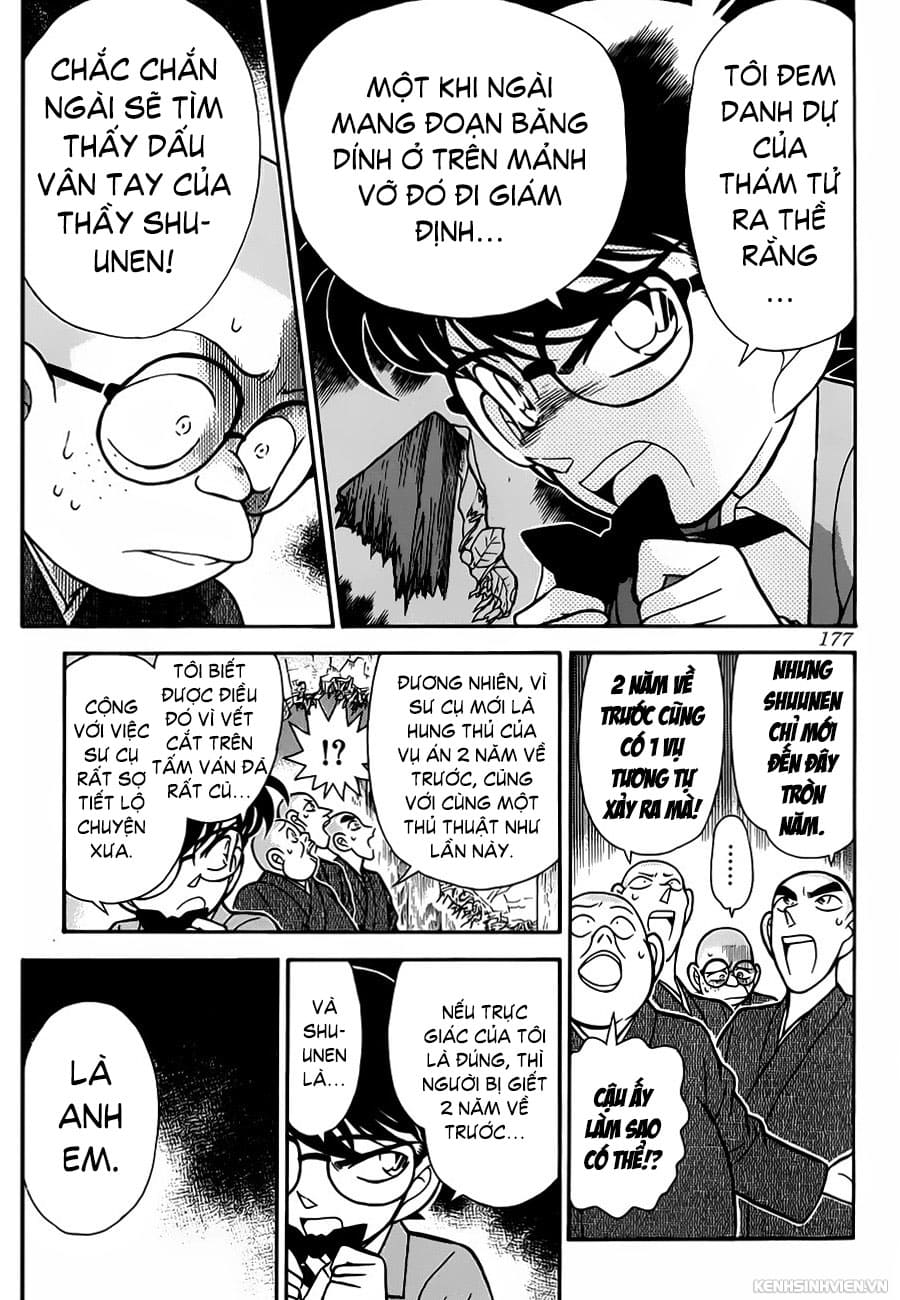 TÔI ĐEM
DANH DỰ
CỦA
THÁM TỬ
RA THỀ
RẰNG
...
MỘT KHI NGÀI
MANG ĐOẠN BĂNG
DÍNH Ở TRÊN MẢNH
VỠ ĐÓ ĐI GIÁM
ĐỊNH...
CHẮC CHẮN
NGÀI SẼ TÌM
THẤY DẤU
VÂN TAY CỦA
THẦY SHU-
UNEN!
177
NHƯNG
SHUUNEN
CHỈ MỚI
ĐẾN ĐÂY
TRÒN
NĂM.
2 NĂM VỀ
TRƯỚC CŨNG
CÓ 1 VỤ
TƯƠNG TỰ
XẢY RA MÀ!
......
CẬU ẤY
LÀM SAO
CÓ THỂ!?
ĐƯƠNG NHIÊN, VÌ
SƯ CỤ MỚI LÀ
HUNG THỦ CỦA
VỤ ÁN 2 NĂM VỀ
TRƯỚC, CŨNG
VỚI CÙNG MỘT
THỦ THUẬT NHƯ
LẦN NÀY.
!?
TÔI BIẾT
ĐƯỢC ĐIỀU
ĐÓ VÌ VẾT
CẮT TRÊN
TẤM VÁN ĐÃ
RẤT CŨ...
CỘNG
VỚI VIỆC
SƯ CỤ
RẤT SỢ
TIẾT LỘ
CHUYỆN
XƯA.
NẾU TRỰC
GIÁC CỦA TÔI
LÀ ĐÚNG, THÌ
NGƯỜI BỊ GIẾT
2 NĂM VỀ
TRƯỚC...
VÀ
SHU-
UNEN
LÀ...
LÀ
ANH
EM.
KENHSINHVIEN.VN